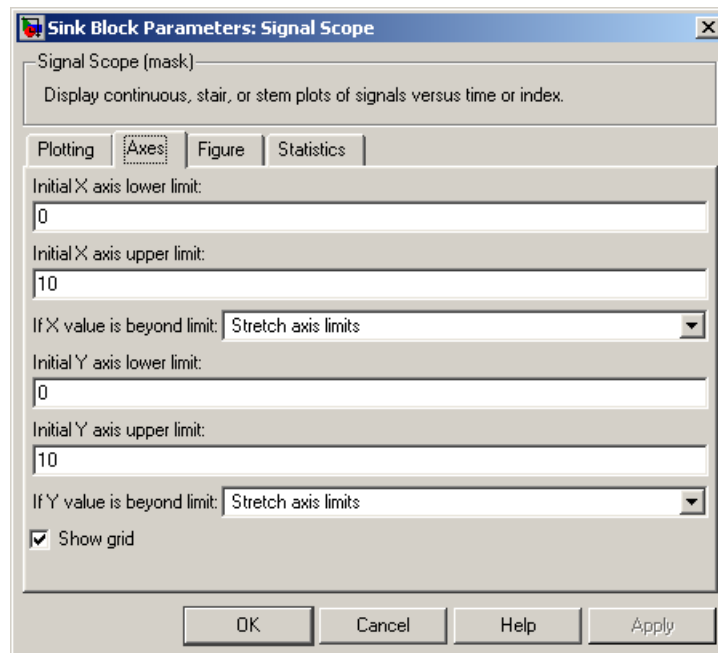 Sink Block Parameters: Signal Scope
Signal Scope (mask)
Display continuous, stair, or stem plots of signals versus time or index.
Plotting Axes Figure Statistics
Initial X axis lower limit:
0
Initial X axis upper limit:
10
If X value is beyond limit: Stretch axis limits
Initial Y axis lower limit:
0
Initial Y axis upper limit:
10
If Y value is beyond limit: Stretch axis limits
Show grid
OK Cancel Help Apply